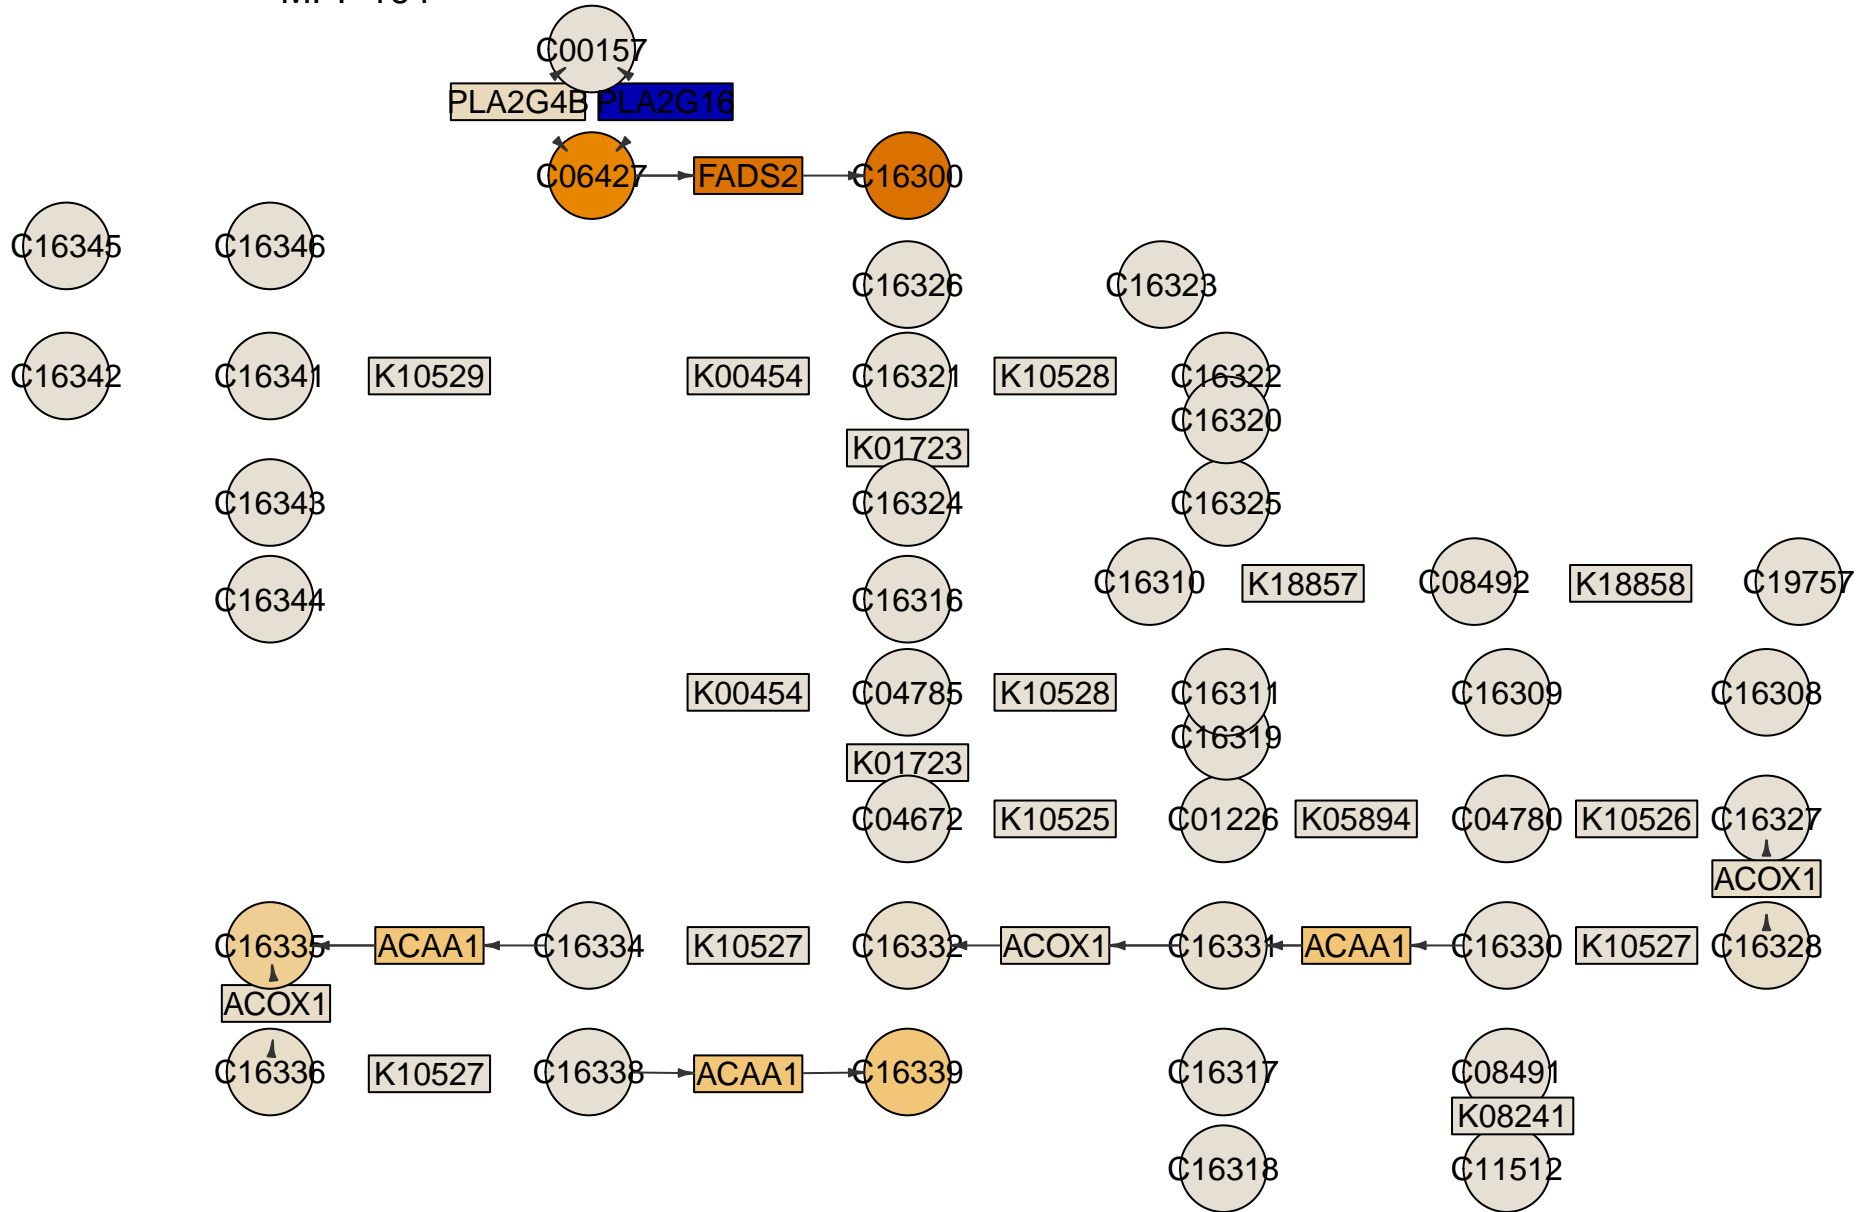 C00157
PLA2G4B PLA2G16
C06427 FADS2 C16300
C16345 C16346
C16326 C16323
C16342 C16341 K10529 K00454 C16321 K10528 C16322
C16320
K01723
C16343 C16324 C16325
C16310 K18857 C08492 K18858 C19757
C16344 C16316
K00454 C04785 K10528 C16311 C16309 C16308
C16319
K01723
C04672 K10525 C01226 K05894 C04780 K10526 C16327
ACOX1
C16335 ACAA1 C16334 K10527 C16332 ACOX1 C16331 ACAA1 C16330 K10527 C16328
ACOX1
C16336 K10527 C16338 ACAA1 C16339 C16317 C08491
K08241
C16318 C11512